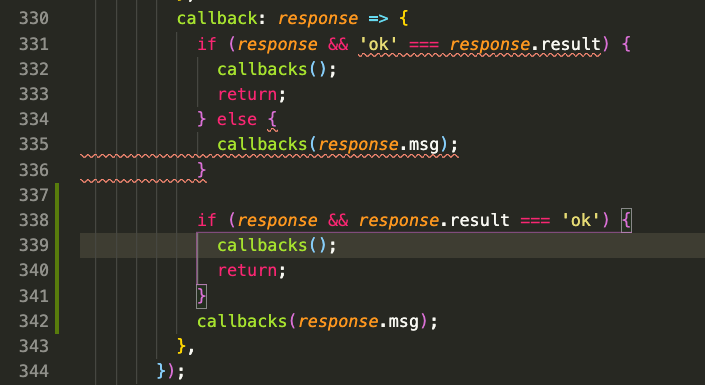 330 callback: response => {
331 if (response && 'ok' === response.result) {
332 callbacks();
333 return;
334 } else {
335 callbacks(response.msg);
336 }
337
338 if (response && response.result === 'ok') {
339 callbacks();
340 return;
341 }
342 callbacks(response.msg);
343 },
344 });